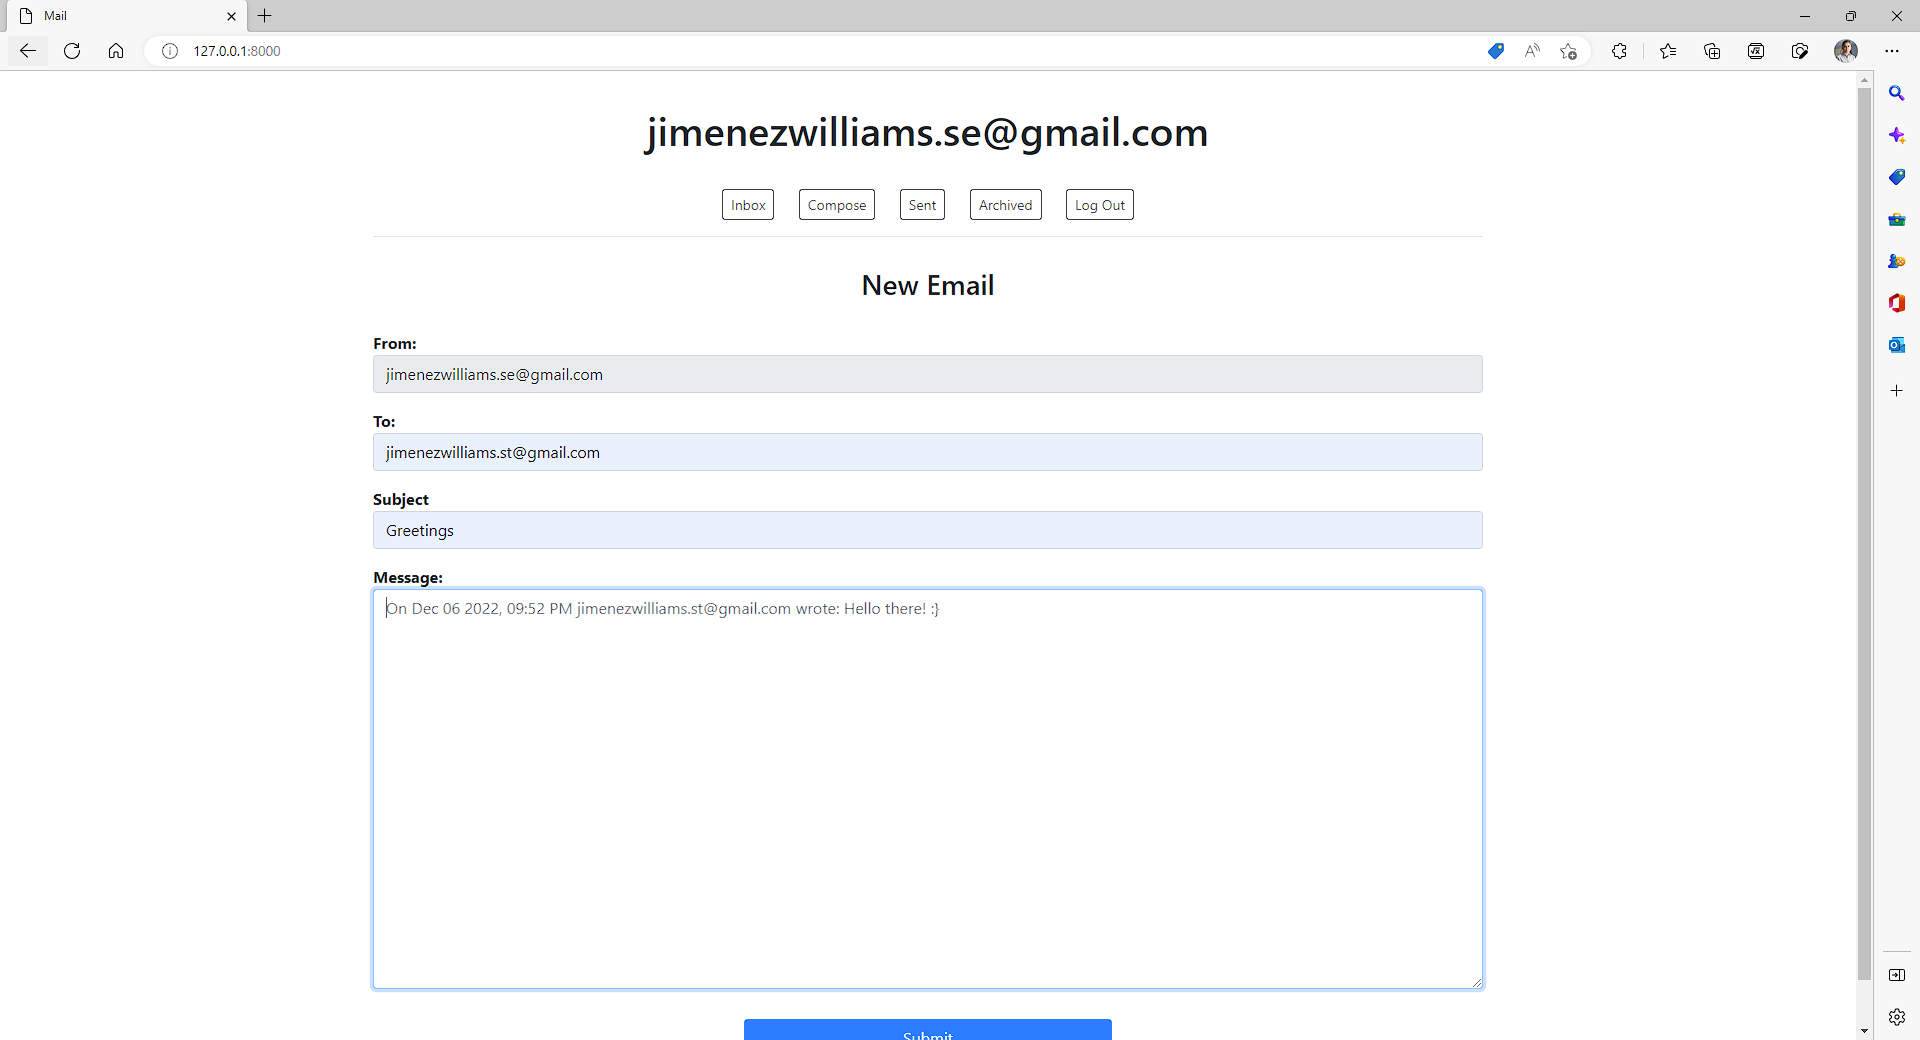 Mail
127.0.0.1:8000
jimenezwilliams.se@gmail.com
Inbox Compose Sent Archived Log Out
New Email
From:
jimenezwilliams.se@gmail.com
To:
jimenezwilliams.st@gmail.com
Subject
Greetings
Message:
On Dec 06 2022, 09:52 PM jimenezwilliams.st@gmail.com wrote: Hello there! :}
Submit